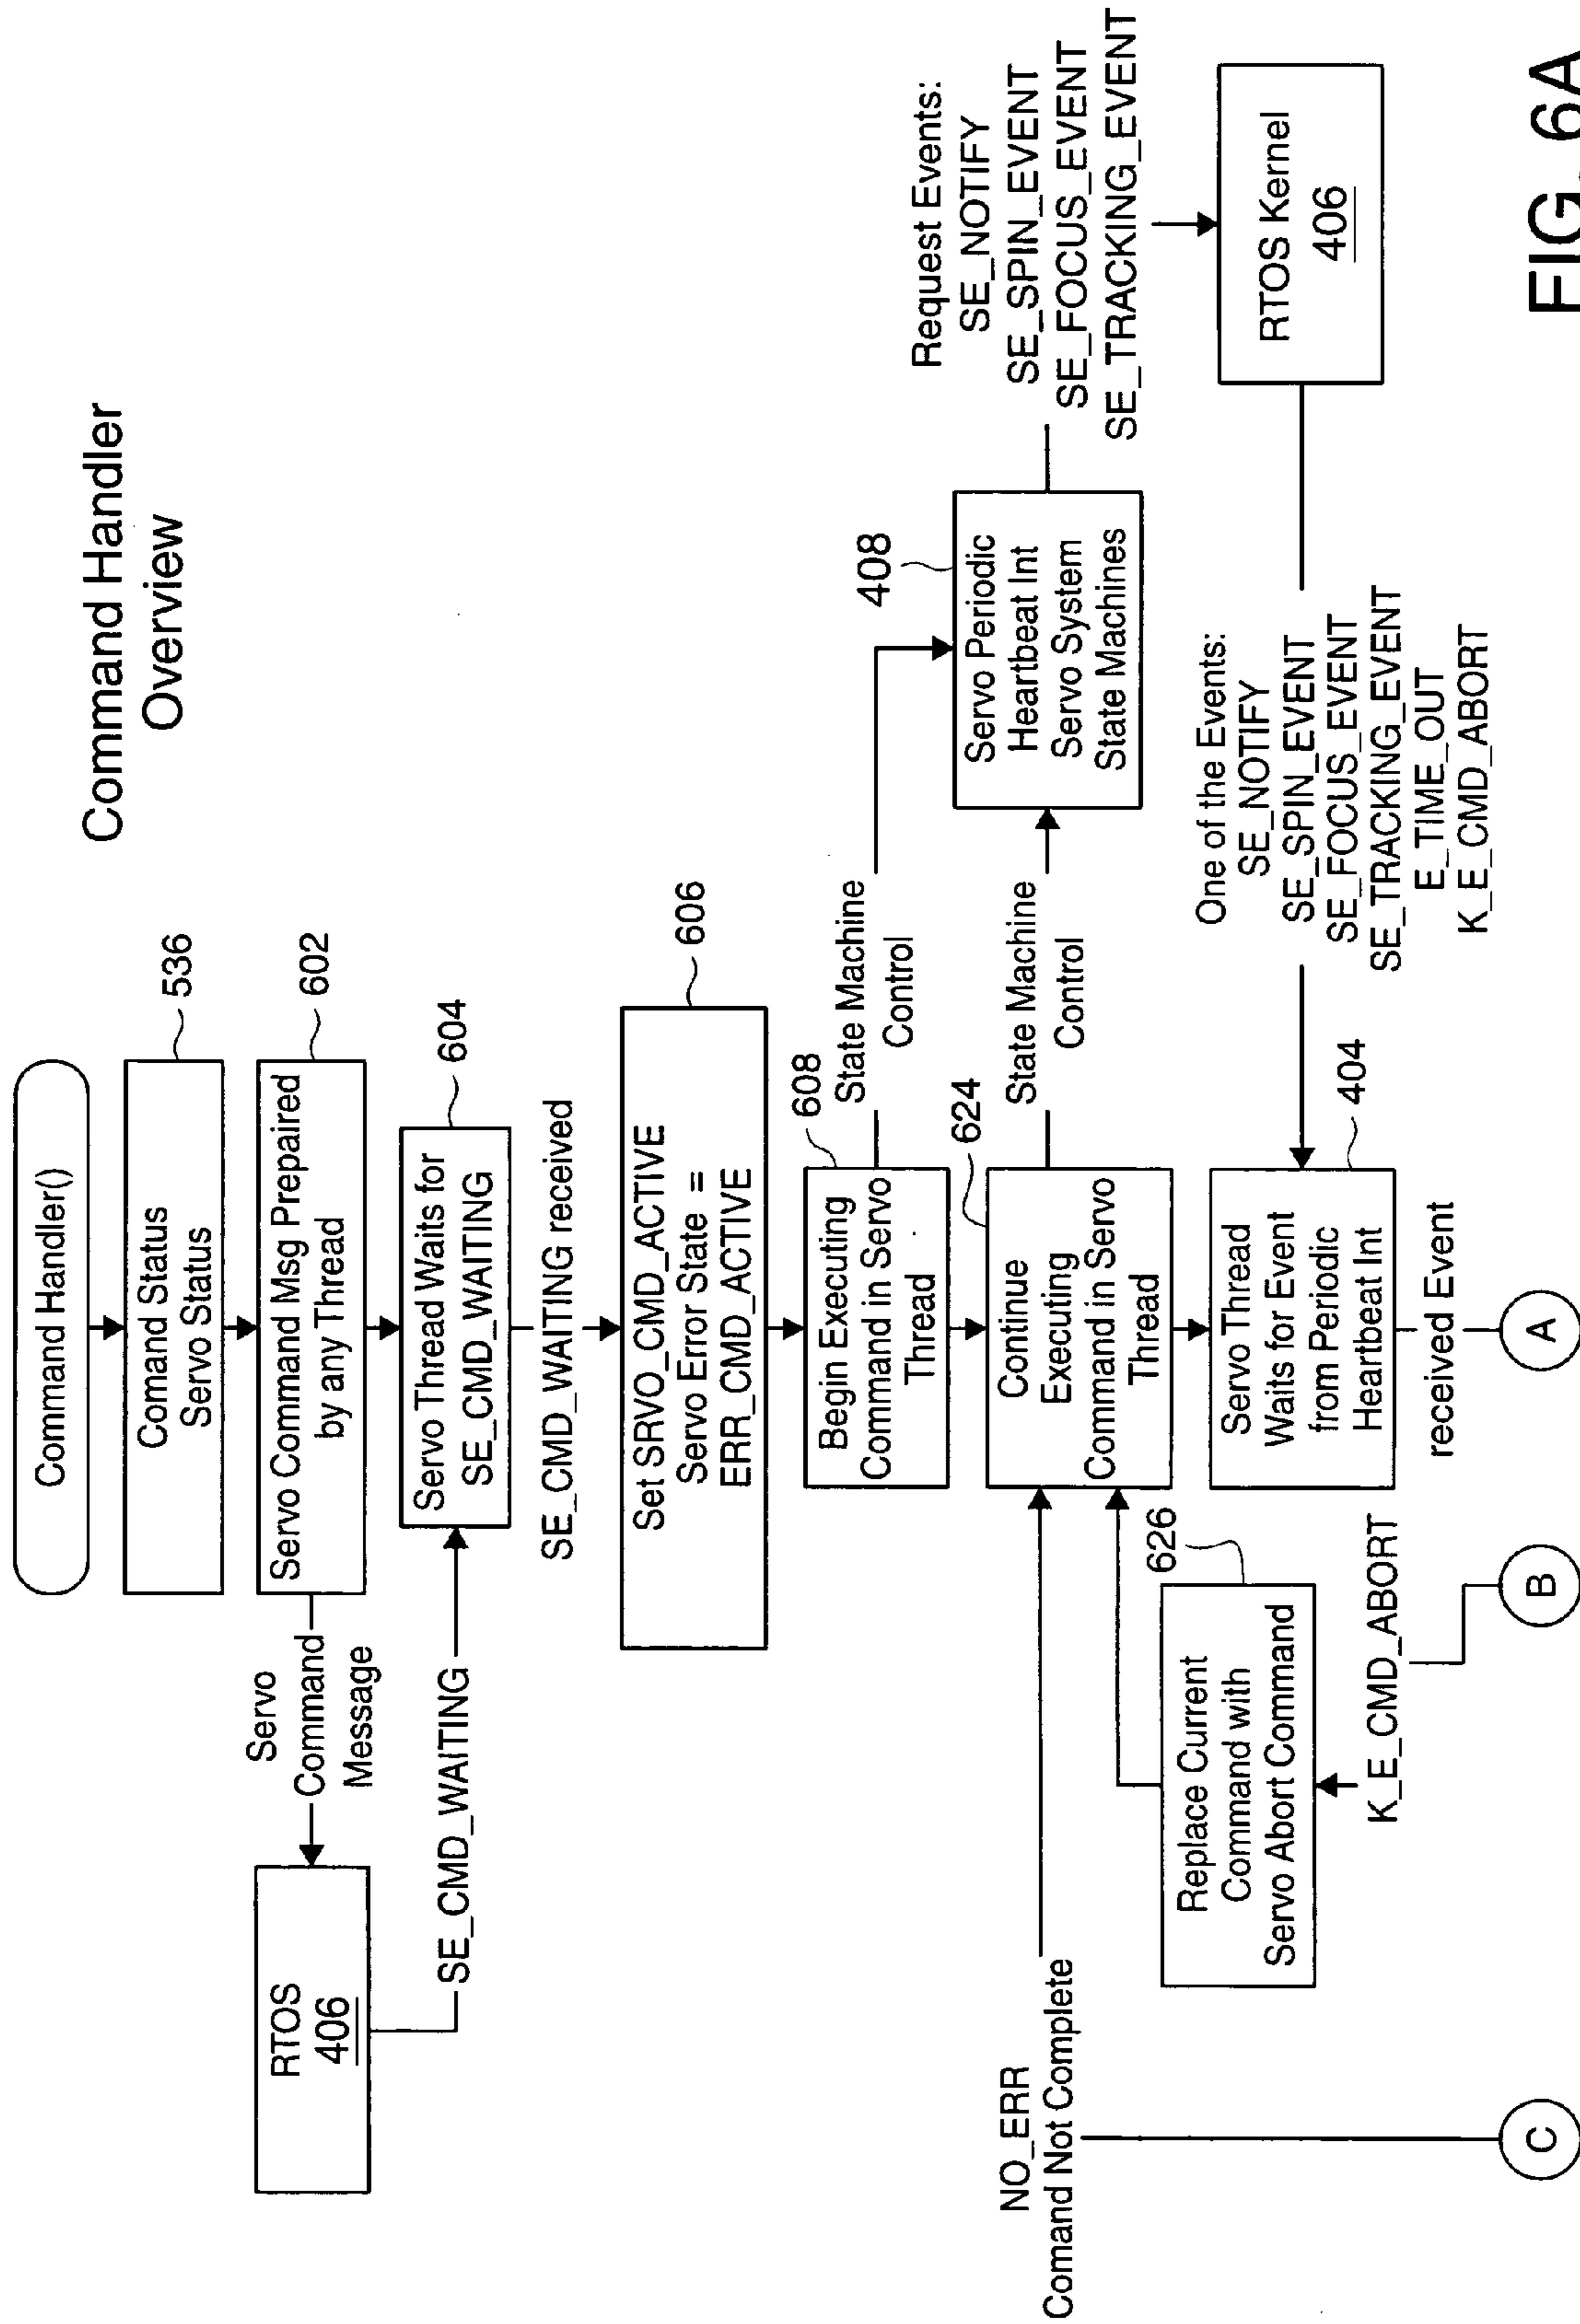 Command Handler
Overview
Command Handler()
Comand Status
Servo Status
536
Servo Command Msg Prepaired
by any Thread
602
Servo
Command
Message
RTOS
406
SE_CMD_WAITING
Servo Thread Waits for
SE_CMD_WAITING
604
SE_CMD_WAITING received
Set SRVO_CMD_ACTIVE
Servo Error State =
ERR_CMD_ACTIVE
606
Begin Executing
Command in Servo
Thread
608
State Machine
Control
Continue
Executing
Command in Servo
Thread
624
State Machine
Control
Servo Periodic
Heartbeat Int
Servo System
State Machines
408
Request Events:
SE_NOTIFY
SE_SPIN_EVENT
SE_FOCUS_EVENT
SE_TRACKING_EVENT
RTOS Kernel
406
One of the Events:
SE_NOTIFY
SE_SPIN_EVENT
SE_FOCUS_EVENT
SE_TRACKING_EVENT
E_TIME_OUT
K_E_CMD_ABORT
Servo Thread
Waits for Event
from Periodic
Heartbeat Int
404
received Event
A
NO_ERR
Comand Not Complete
Replace Current
Command with
Servo Abort Command
626
K_E_CMD_ABORT
B
C
FIG. 6A